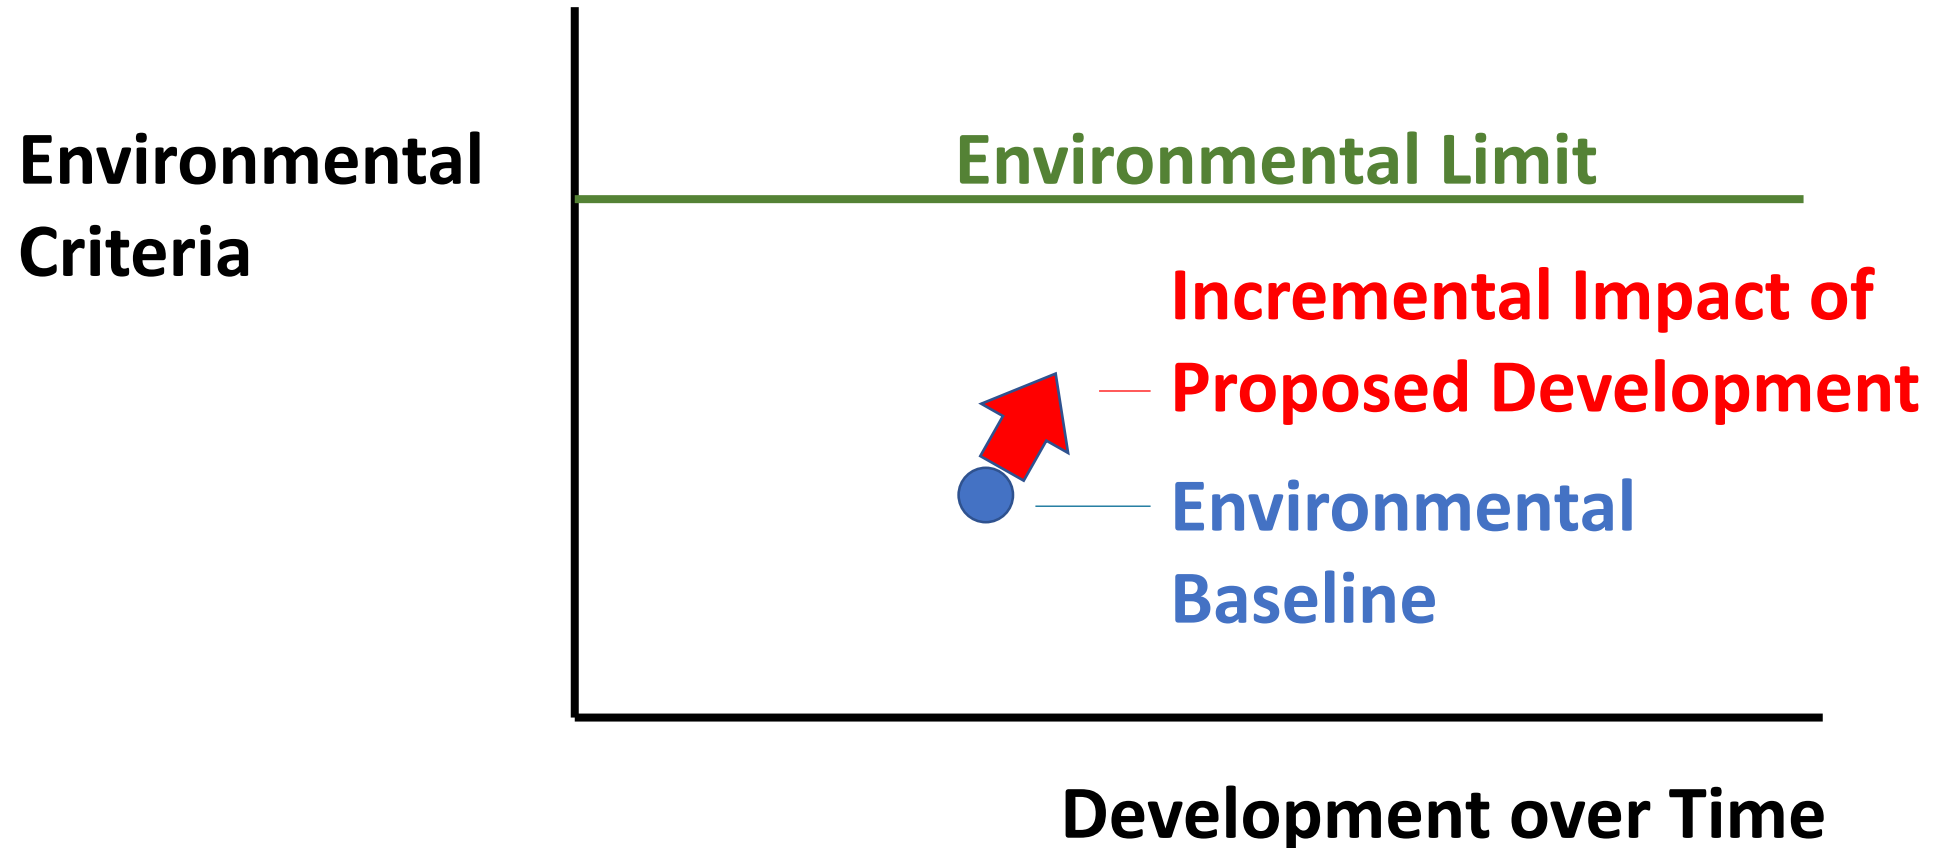 Environmental
Criteria
Environmental Limit
Incremental Impact of
Proposed Development
Environmental
Baseline
Development over Time